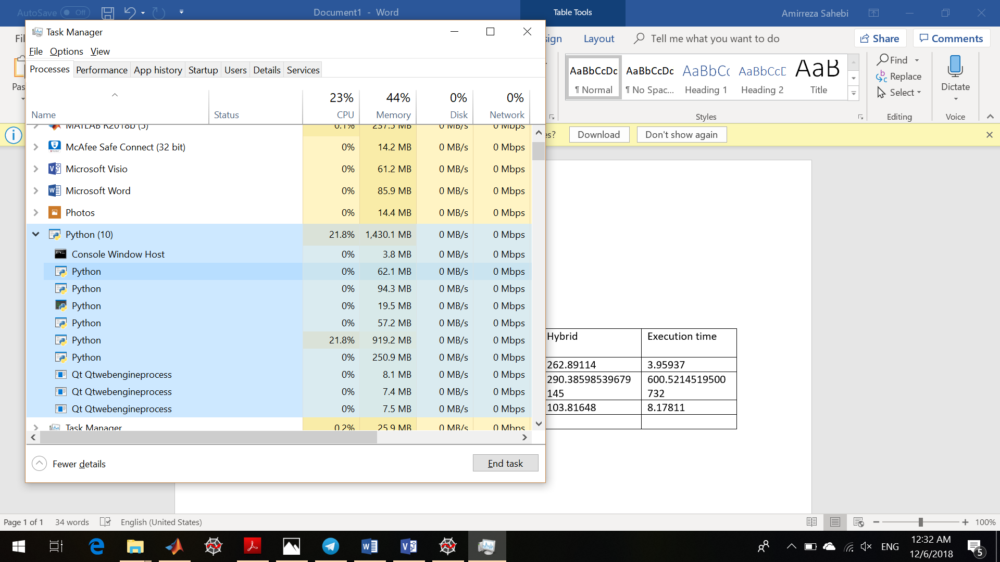 AutoSave Off
Document1 - Word
Table Tools
Amirreza Sahebi
Layout
Tell me what you want to do
Share
Comments
Task Manager
File Options View
Processes Performance App history Startup Users Details Services
23% 44% 0% 0%
Name Status CPU Memory Disk Network
MATLAB R2018b (5) 0.1% 237.5 MB 0 MB/s 0 Mbps
McAfee Safe Connect (32 bit) 0% 14.2 MB 0 MB/s 0 Mbps
Microsoft Visio 0% 61.2 MB 0 MB/s 0 Mbps
Microsoft Word 0% 85.9 MB 0 MB/s 0 Mbps
Photos 0% 14.4 MB 0 MB/s 0 Mbps
Python (10) 21.8% 1,430.1 MB 0 MB/s 0 Mbps
Console Window Host 0% 3.8 MB 0 MB/s 0 Mbps
Python 0% 62.1 MB 0 MB/s 0 Mbps
Python 0% 94.3 MB 0 MB/s 0 Mbps
Python 0% 19.5 MB 0 MB/s 0 Mbps
Python 0% 57.2 MB 0 MB/s 0 Mbps
Python 21.8% 919.2 MB 0 MB/s 0 Mbps
Python 0% 250.9 MB 0 MB/s 0 Mbps
Qt Qtwebengineprocess 0% 8.1 MB 0 MB/s 0 Mbps
Qt Qtwebengineprocess 0% 7.4 MB 0 MB/s 0 Mbps
Qt Qtwebengineprocess 0% 7.5 MB 0 MB/s 0 Mbps
Task Manager 0.2% 25.9 MB 0 MB/s 0 Mbps
Fewer details
End task
AaBbCcDc AaBbCcDc AaBbCc AaBbCcD AaB
¶ Normal ¶ No Spac... Heading 1 Heading 2 Title
Styles
Find
Replace
Select
Editing
Dictate
Voice
Download
Don't show again
Hybrid Execution time
262.89114 3.95937
290.38598539679 600.5214519500
145 732
103.81648 8.17811
Page 1 of 1 34 words English (United States)
100%
ENG
12:32 AM
12/6/2018
5